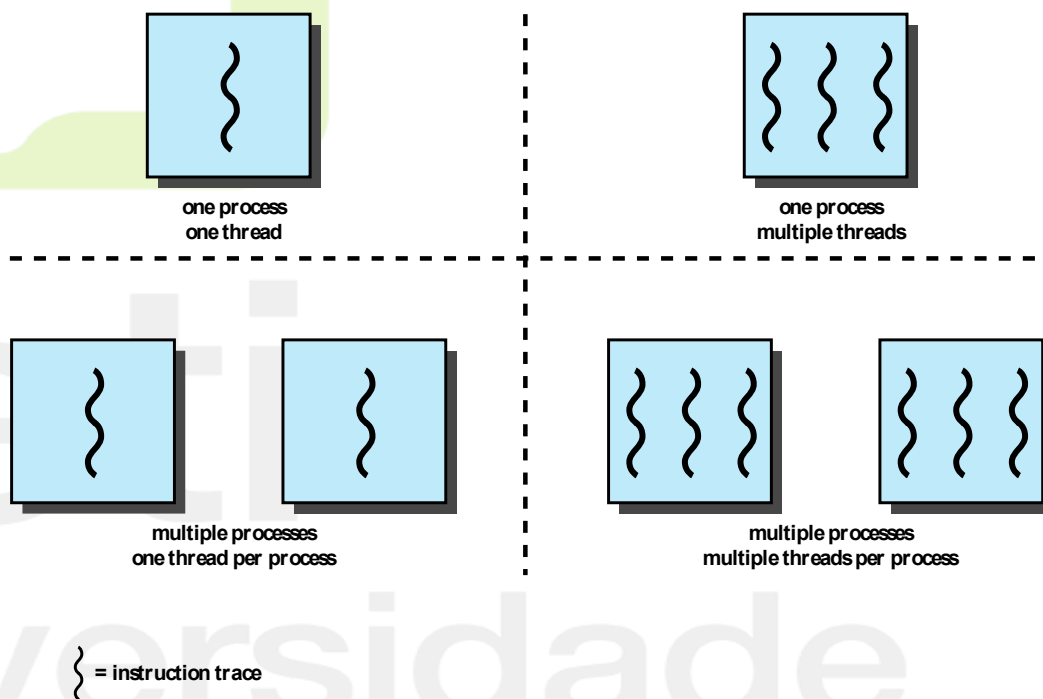 one process
one thread
one process
multiple threads
multiple processes
one thread per process
multiple processes
multiple threads per process
= instruction trace
versidade